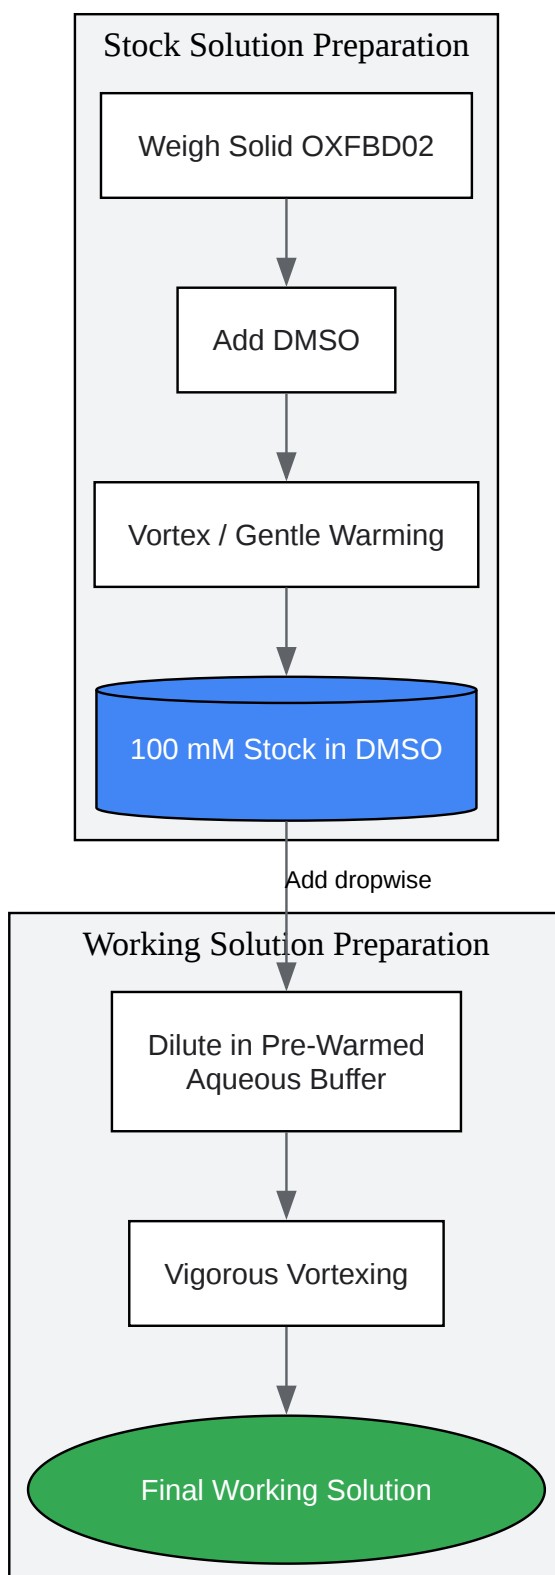 Stock Solution Preparation
Weigh Solid OXFBD02
Add DMSO
Vortex / Gentle Warming
100 mM Stock in DMSO
Add dropwise
Working Solution Preparation
Dilute in Pre-Warmed
Aqueous Buffer
Vigorous Vortexing
Final Working Solution